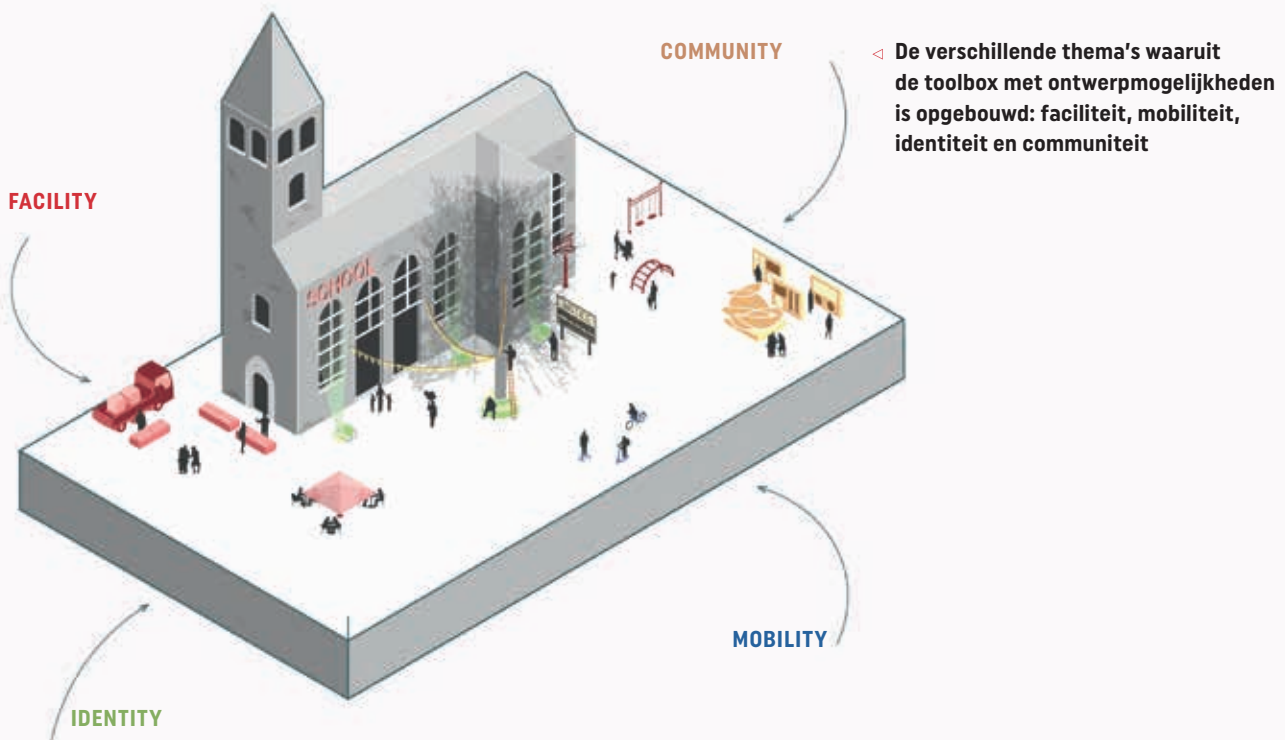 COMMUNITY
◁ De verschillende thema's waaruit
de toolbox met ontwerpmogelijkheden
is opgebouwd: faciliteit, mobiliteit,
identiteit en communiteit
FACILITY
SCHOOL
MOBILITY
IDENTITY